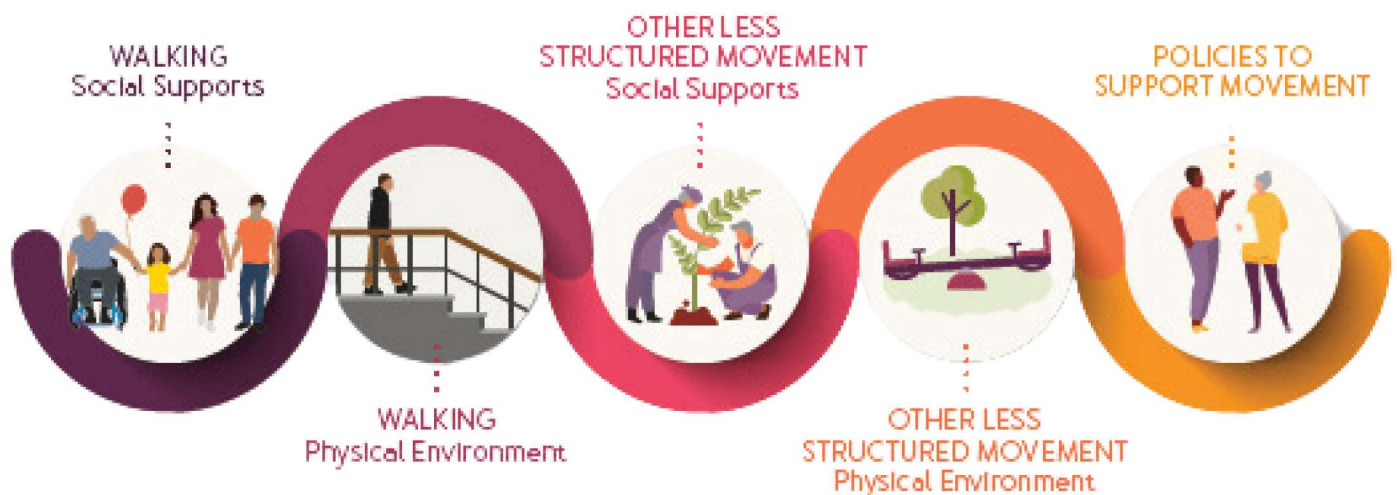 WALKING
Social Supports
WALKING
Physical Environment
OTHER LESS
STRUCTURED MOVEMENT
Social Supports
OTHER LESS
STRUCTURED MOVEMENT
Physical Environment
POLICIES TO
SUPPORT MOVEMENT